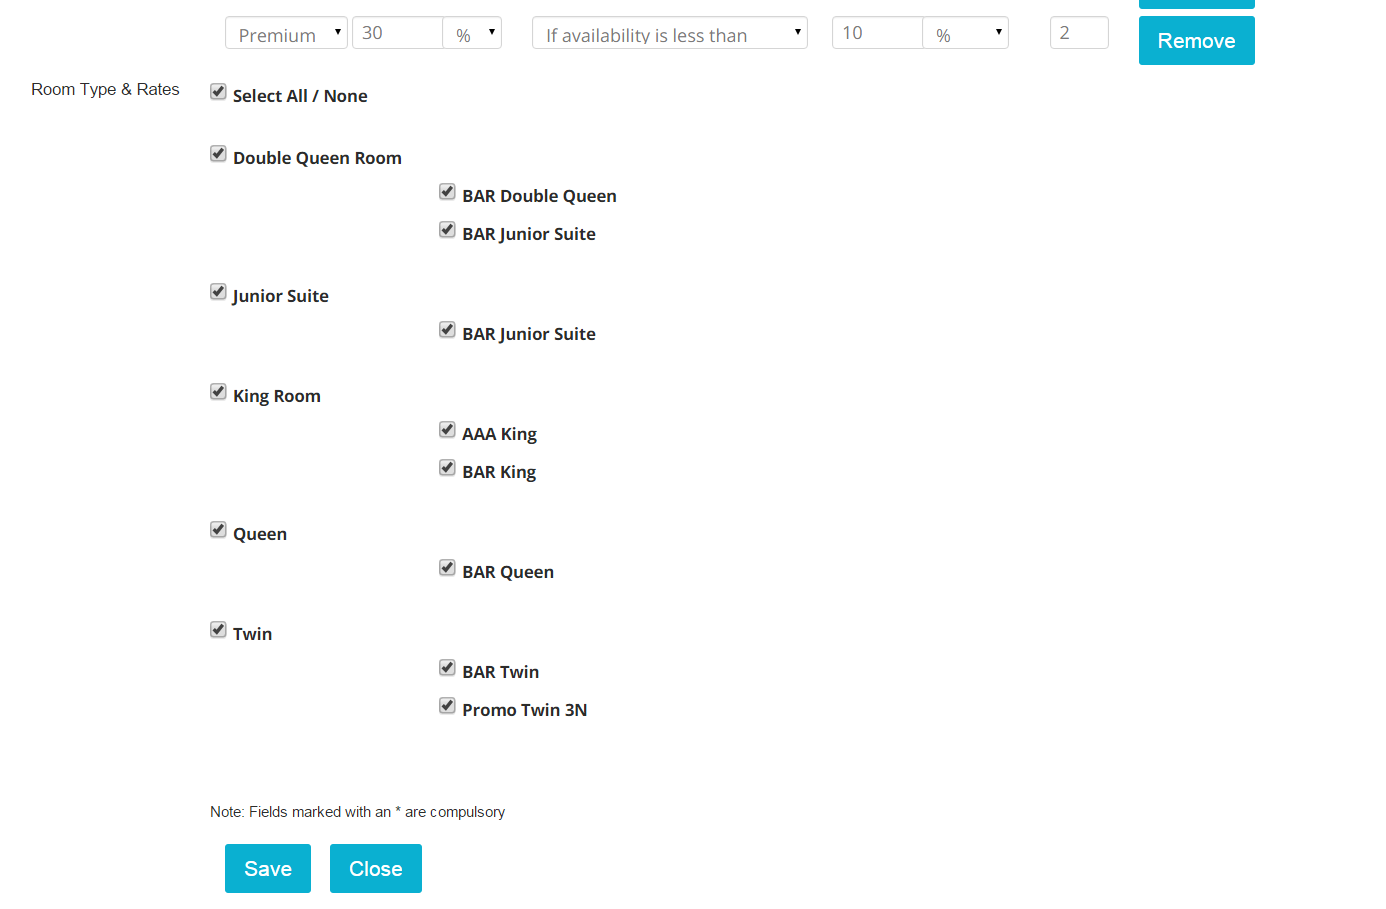 Premium 30 % If availability is less than 10 % 2 Remove
Room Type & Rates Select All / None
Double Queen Room
BAR Double Queen
BAR Junior Suite
Junior Suite
BAR Junior Suite
King Room
AAA King
BAR King
Queen
BAR Queen
Twin
BAR Twin
Promo Twin 3N
Note: Fields marked with an * are compulsory
Save Close